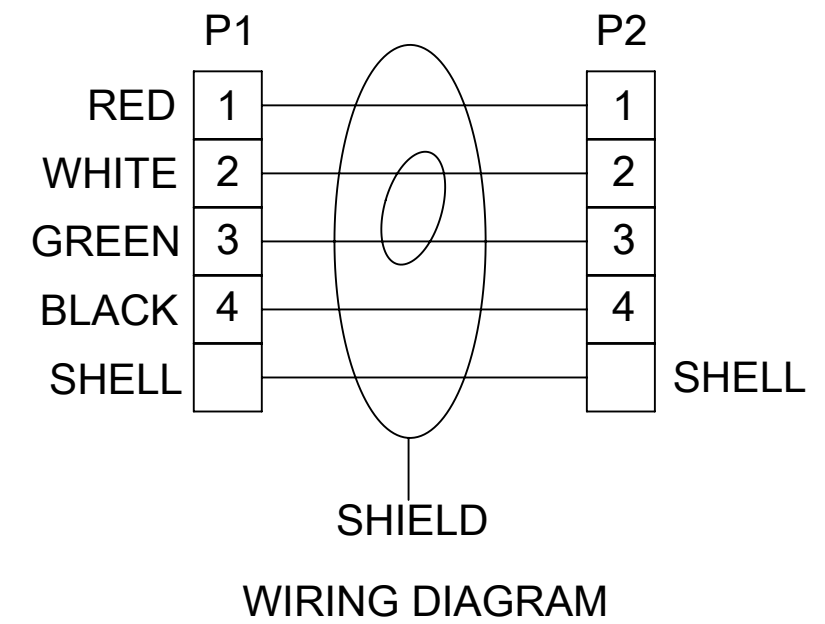 P1 P2
RED 1 1
WHITE 2 2
GREEN 3 3
BLACK 4 4
SHELL SHELL
SHIELD
WIRING DIAGRAM